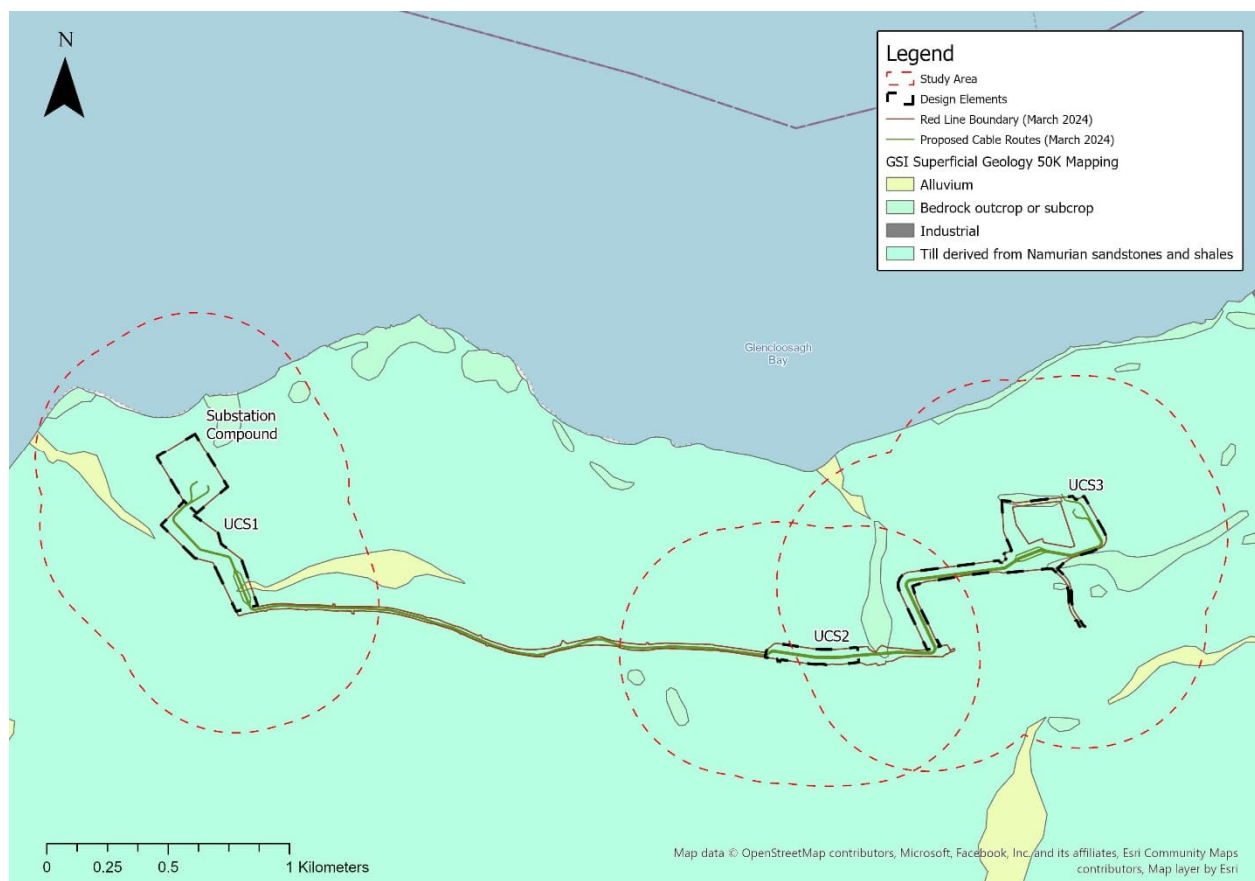 N
Legend
Study Area
Design Elements
Red Line Boundary (March 2024)
Proposed Cable Routes (March 2024)
GSI Superficial Geology 50K Mapping
Alluvium
Bedrock outcrop or subcrop
Industrial
Till derived from Namurian sandstones and shales
Glencloosagh
Bay
Substation
Compound
UCS1
UCS2
UCS3
0 0.25 0.5 1 Kilometers
Map data © OpenStreetMap contributors, Microsoft, Facebook, Inc. and its affiliates, Esri Community Maps
contributors, Map layer by Esri